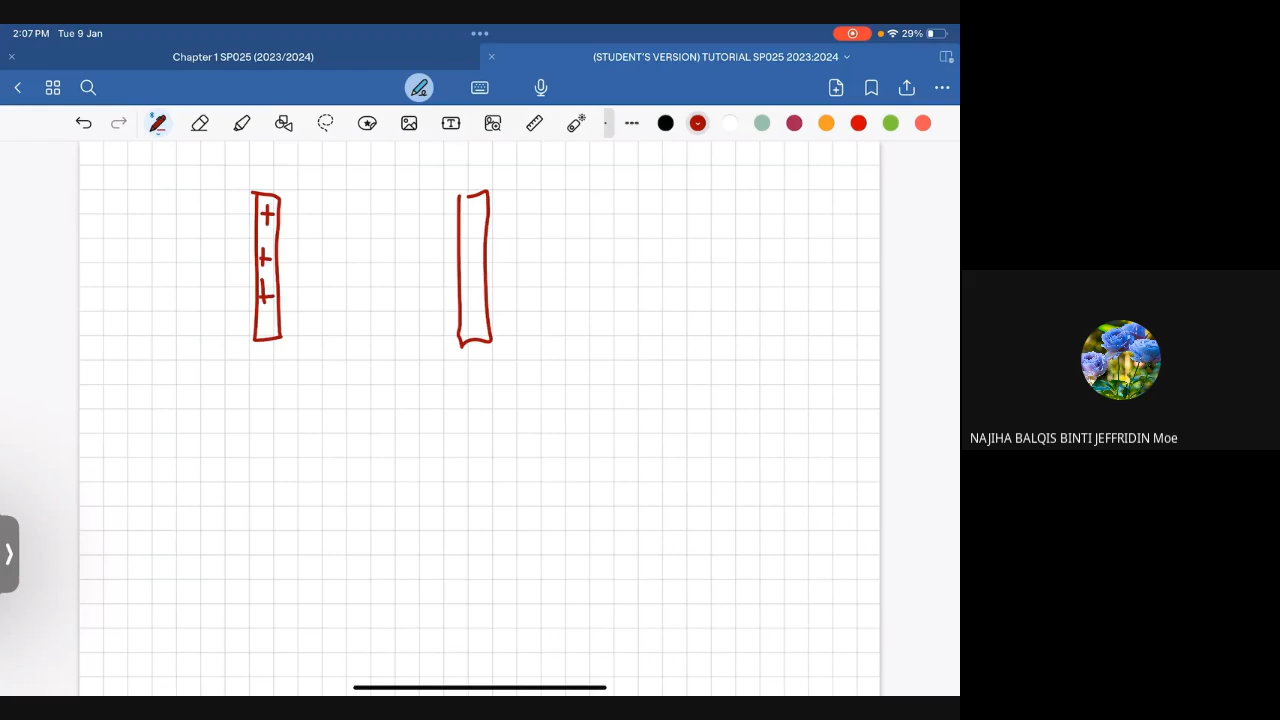 2:07 PM Tue 9 Jan
29%
Chapter 1 SP025 (2023/2024)
(STUDENT'S VERSION) TUTORIAL SP025 2023:2024
+
+
+
NAJIHA BALQIS BINTI JEFFRIDIN Moe